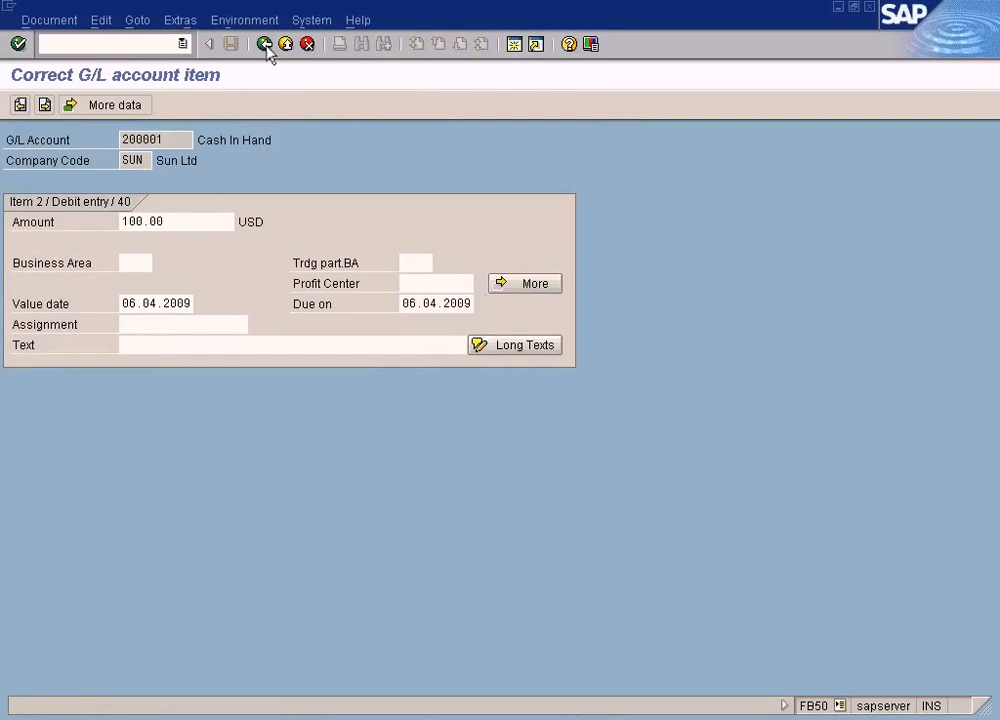 Document Edit Goto Extras Environment System Help
SAP
Correct G/L account item
More data
G/L Account 200001 Cash In Hand
Company Code SUN Sun Ltd
Item 2 / Debit entry / 40
Amount 100.00 USD
Business Area Trdg part.BA
Profit Center More
Value date 06.04.2009 Due on 06.04.2009
Assignment
Text Long Texts
FB50 sapserver INS